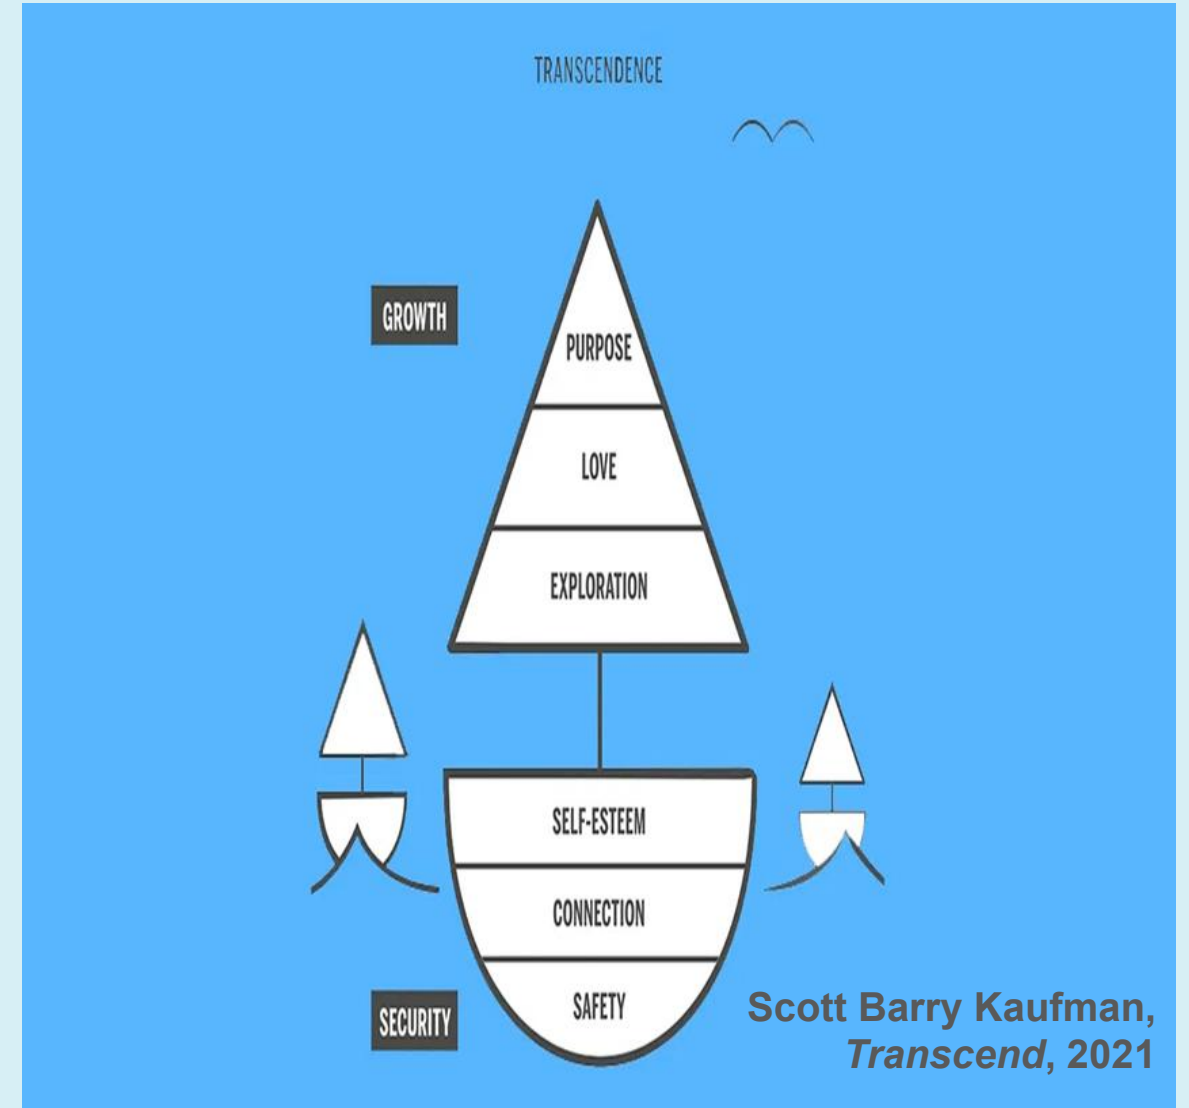 TRANSCENDENCE
GROWTH
PURPOSE
LOVE
EXPLORATION
SELF-ESTEEM
CONNECTION
SAFETY
SECURITY
Scott Barry Kaufman,
Transcend, 2021